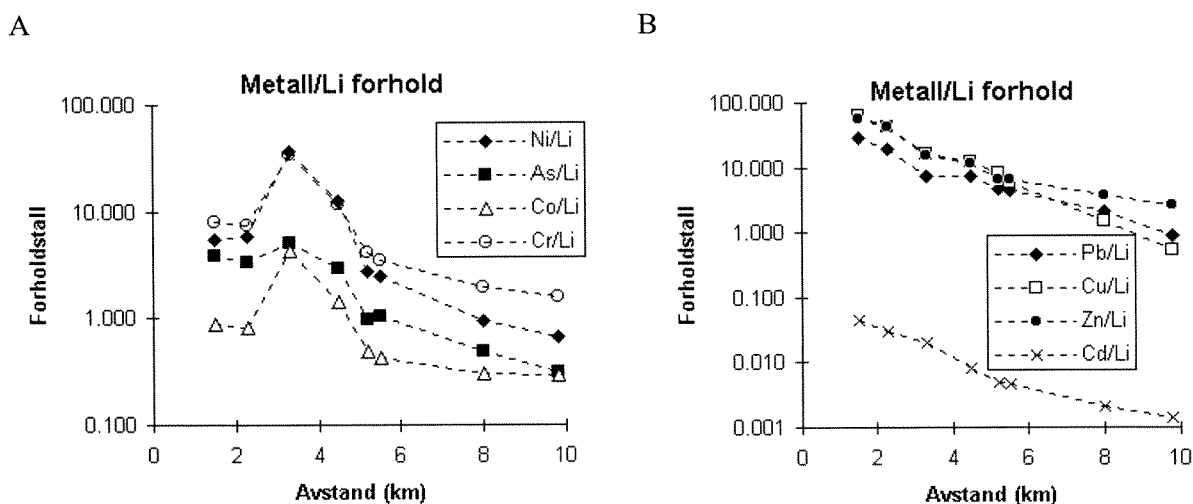 A
Metall/Li forhold
100.000
10.000
1.000
0.100
Forholdstall
0 2 4 6 8 10
Avstand (km)
Ni/Li
As/Li
Co/Li
Cr/Li
B
Metall/Li forhold
100.000
10.000
1.000
0.100
0.010
0.001
Forholdstall
0 2 4 6 8 10
Avstand (km)
Pb/Li
Cu/Li
Zn/Li
Cd/Li